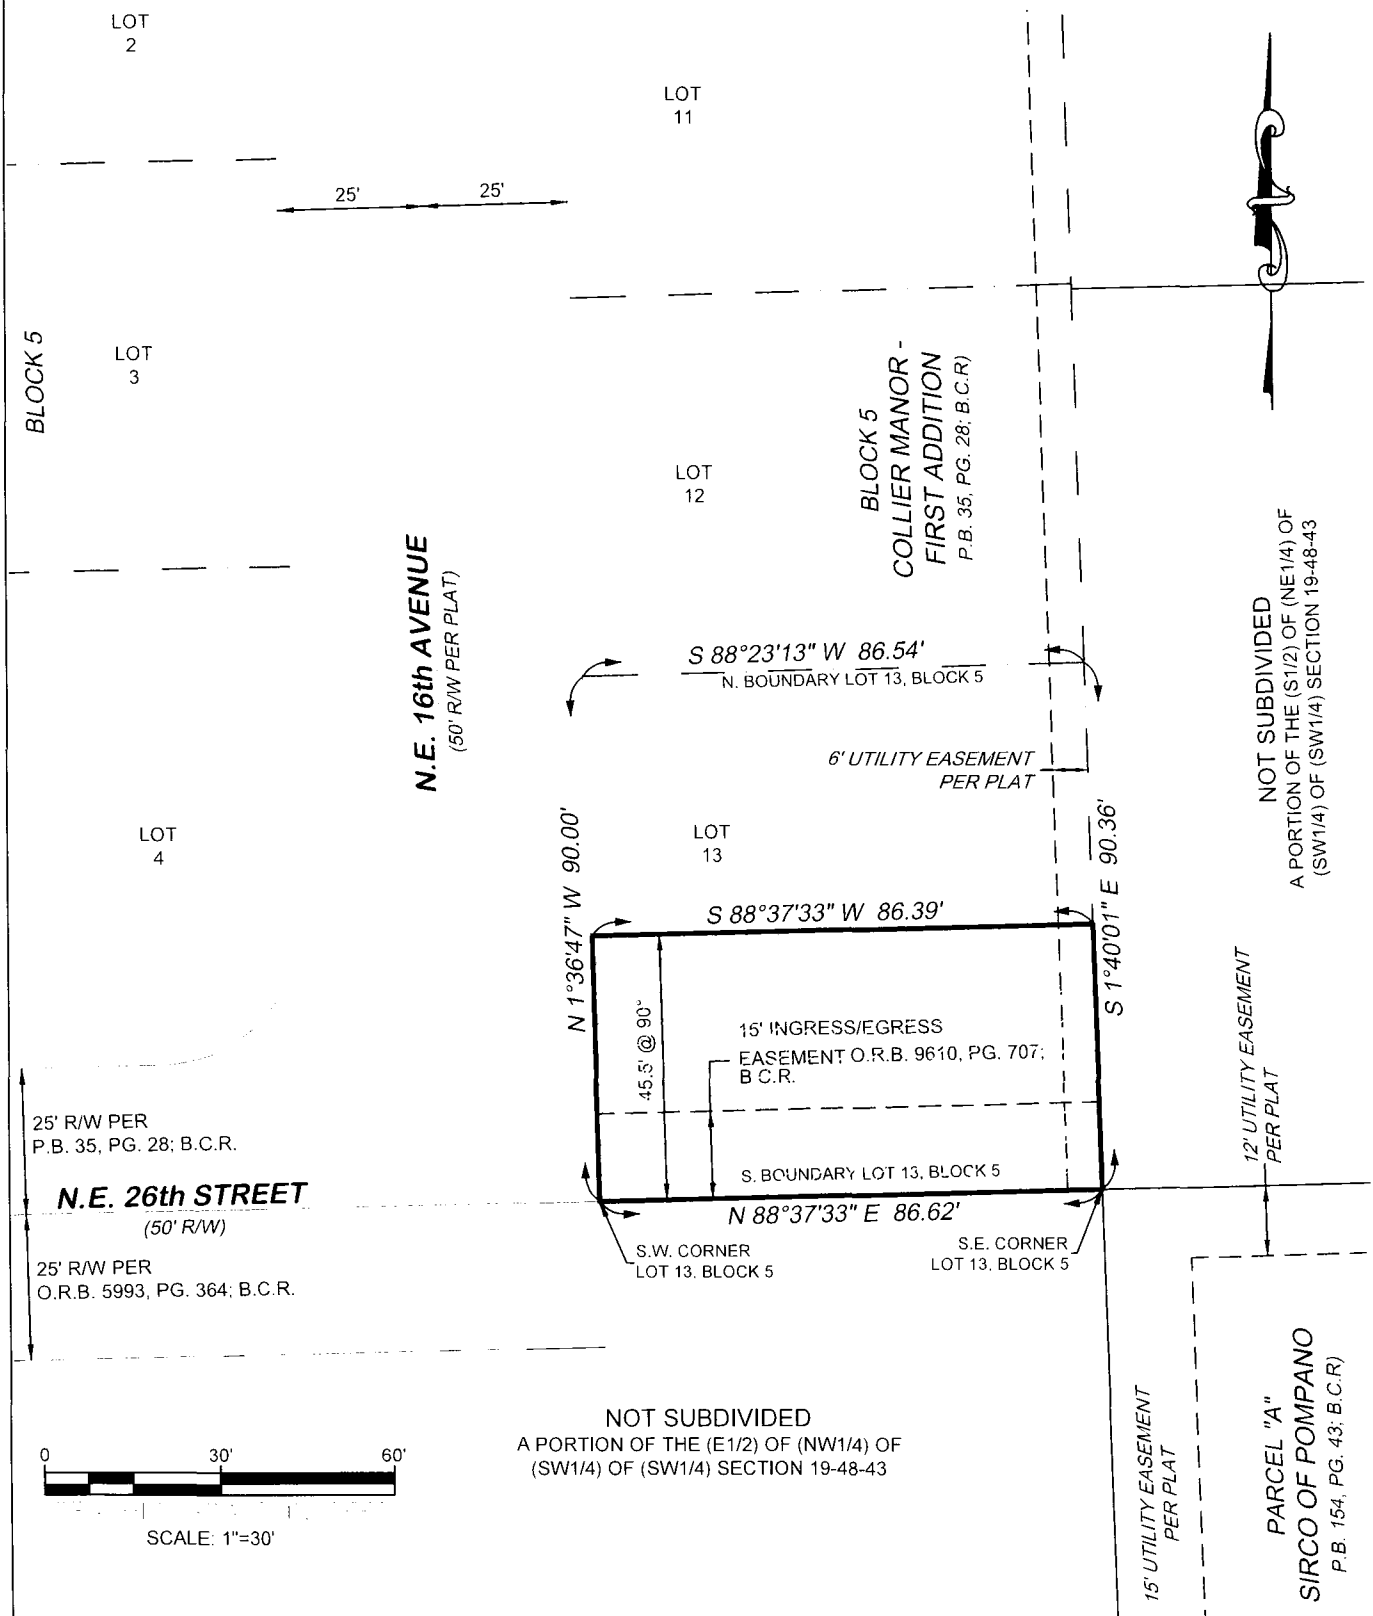 LOT
2
LOT
11
25'
25'
BLOCK 5
LOT
3
BLOCK 5
COLLIER MANOR -
FIRST ADDITION
P.B. 35, PG. 28; B.C.R)
LOT
12
N.E. 16th AVENUE
(50' R/W PER PLAT)
NOT SUBDIVIDED
A PORTION OF THE (S1/2) OF (NE1/4) OF
(SW1/4) OF (SW1/4) SECTION 19-48-43
S 88°23'13" W 86.54'
N. BOUNDARY LOT 13, BLOCK 5
6' UTILITY EASEMENT
PER PLAT
LOT
4
LOT
13
N 1°36'47" W 90.00'
S 1°40'01" E 90.36'
S 88°37'33" W 86.39'
45.5' @ 90°
15' INGRESS/EGRESS
EASEMENT O.R.B. 9610, PG. 707;
B.C.R.
12' UTILITY EASEMENT
PER PLAT
25' R/W PER
P.B. 35, PG. 28; B.C.R.
S. BOUNDARY LOT 13, BLOCK 5
N.E. 26th STREET
(50' R/W)
N 88°37'33" E 86.62'
S.W. CORNER
LOT 13, BLOCK 5
S.E. CORNER
LOT 13, BLOCK 5
25' R/W PER
O.R.B. 5993, PG. 364; B.C.R.
NOT SUBDIVIDED
A PORTION OF THE (E1/2) OF (NW1/4) OF
(SW1/4) OF (SW1/4) SECTION 19-48-43
15' UTILITY EASEMENT
PER PLAT
PARCEL "A"
SIRCO OF POMPANO
P.B. 154, PG. 43; B.C.R)
0 30' 60'
SCALE: 1"=30'